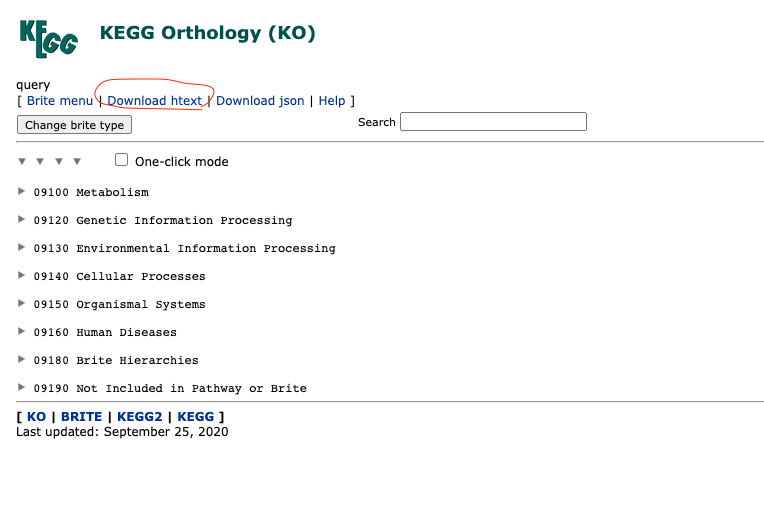 KEGG
KEGG Orthology (KO)
query
[ Brite menu | Download htext | Download json | Help ]
Change brite type
Search
One-click mode
09100 Metabolism
09120 Genetic Information Processing
09130 Environmental Information Processing
09140 Cellular Processes
09150 Organismal Systems
09160 Human Diseases
09180 Brite Hierarchies
09190 Not Included in Pathway or Brite
[ KO | BRITE | KEGG2 | KEGG ]
Last updated: September 25, 2020